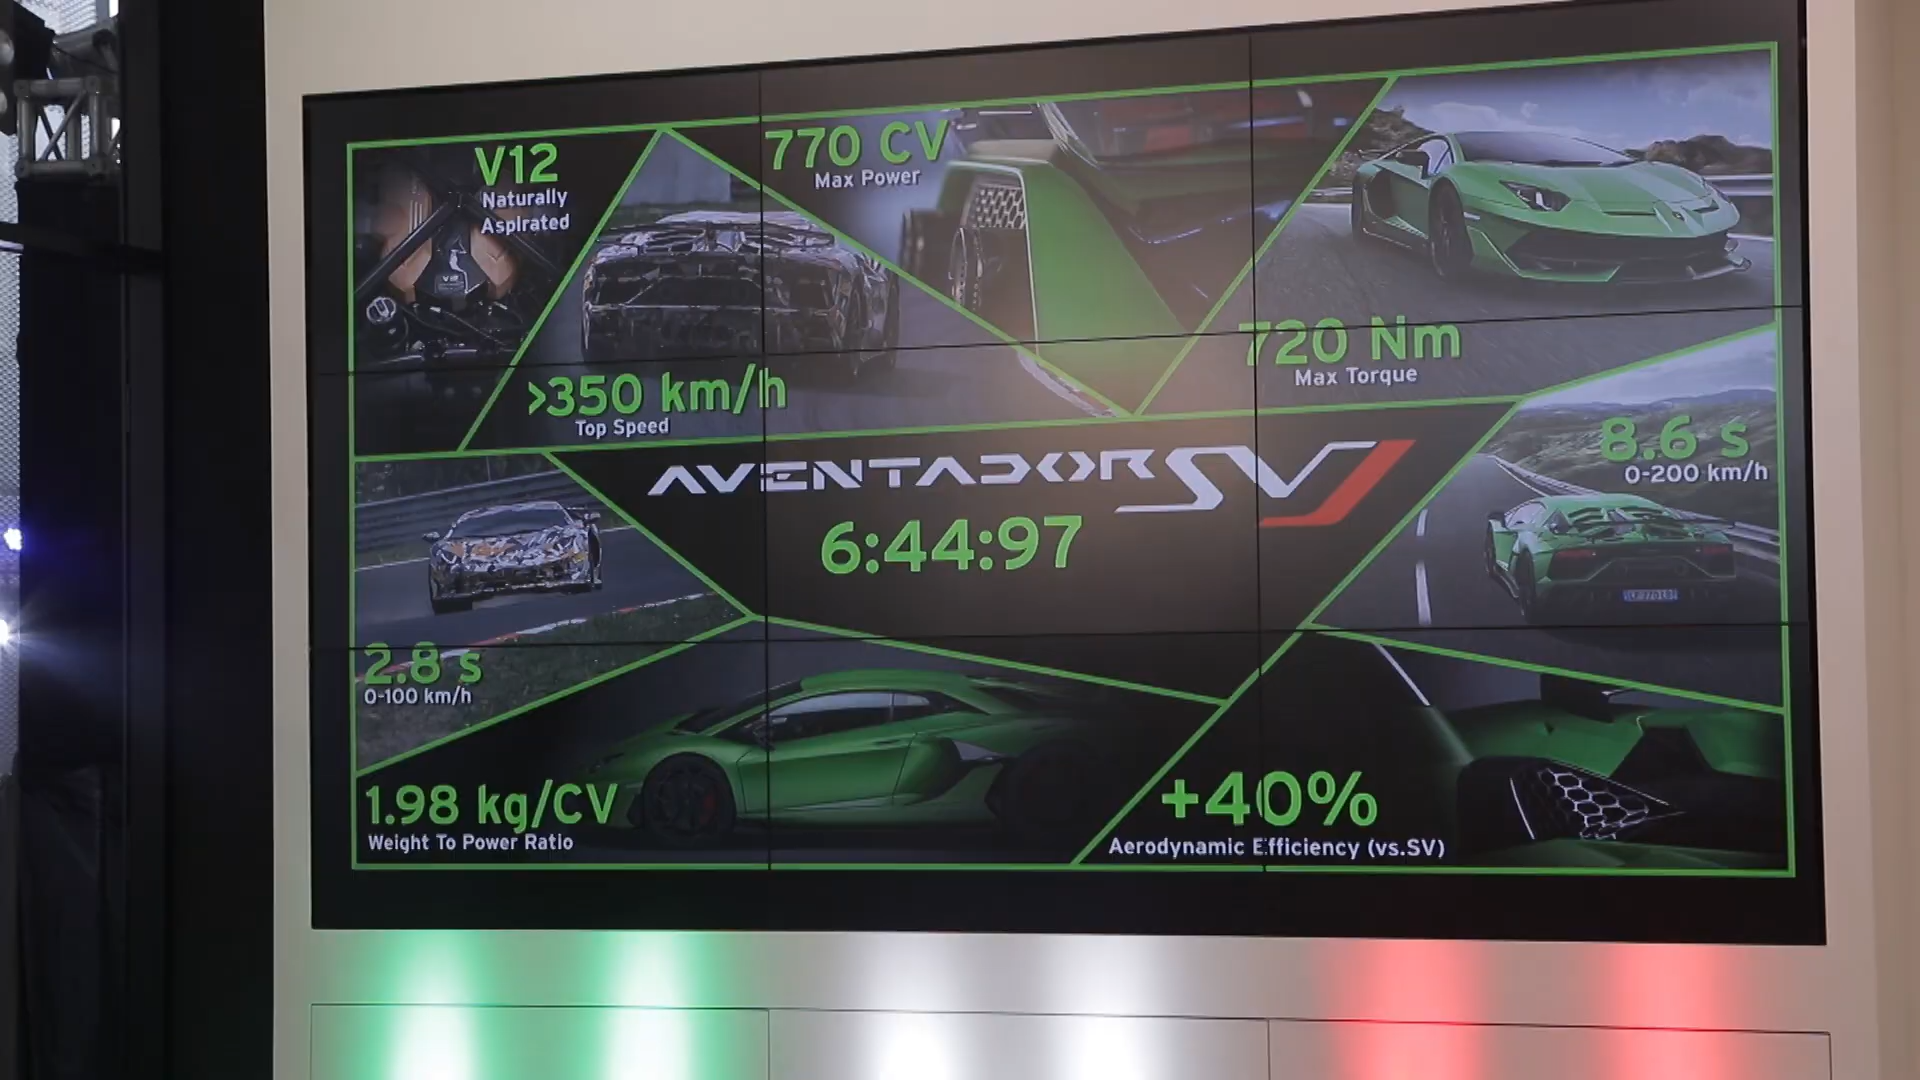 V12
Naturally
Aspirated
770 CV
Max Power
>350 km/h
Top Speed
720 Nm
Max Torque
AVENTADOR SVJ
6:44:97
8.6 s
0-200 km/h
2.8 s
0-100 km/h
1.98 kg/CV
Weight To Power Ratio
+40%
Aerodynamic Efficiency (vs.SV)